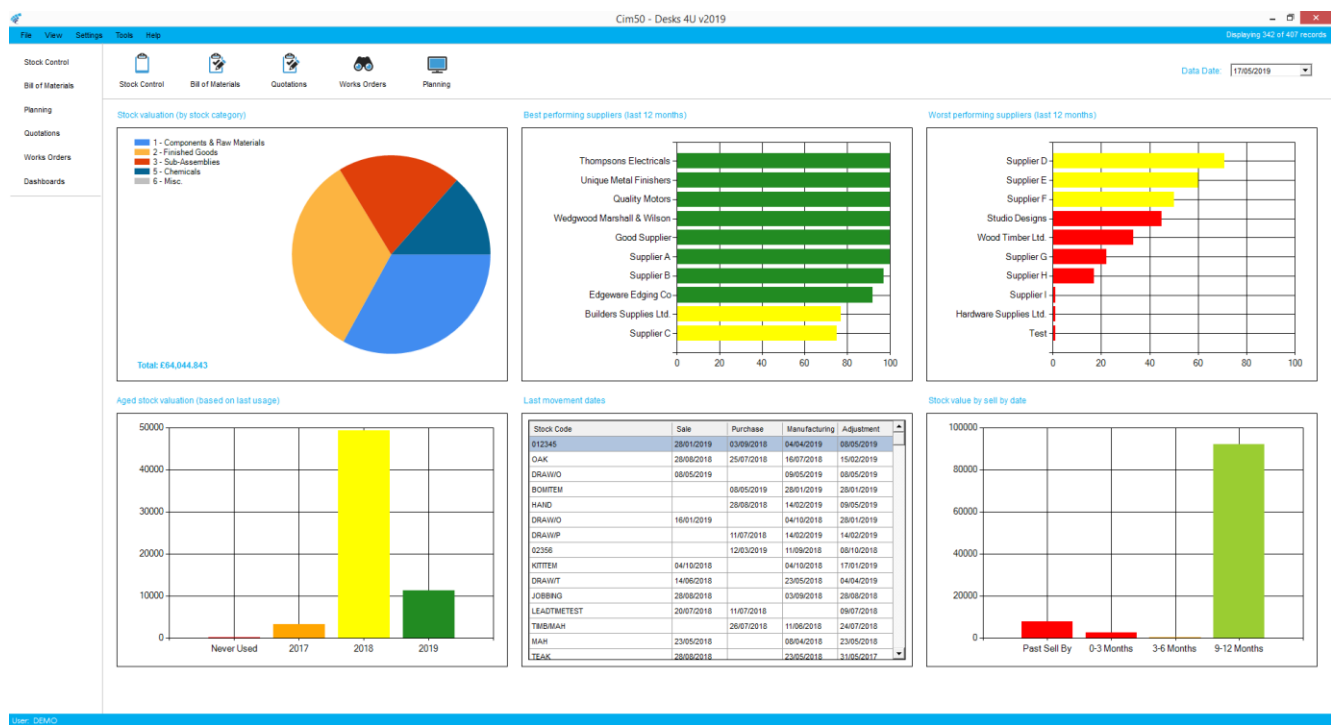 Cim50 - Desks 4U v2019
File View Settings Tools Help
Displaying 342 of 407 records
Stock Control
Bill of Materials
Planning
Quotations
Works Orders
Dashboards
Stock Control Bill of Materials Quotations Works Orders Planning
Data Date: 17/05/2019
Stock valuation (by stock category)
1 - Components & Raw Materials
2 - Finished Goods
3 - Sub-Assemblies
5 - Chemicals
6 - Misc.
Total: £64,044.843
Best performing suppliers (last 12 months)
Thompsons Electricals
Unique Metal Finishers
Quality Motors
Wedgwood Marshall & Wilson
Good Supplier
Supplier A
Supplier B
Edgeware Edging Co
Builders Supplies Ltd.
Supplier C
0 20 40 60 80 100
Worst performing suppliers (last 12 months)
Supplier D
Supplier E
Supplier F
Studio Designs
Wood Timber Ltd.
Supplier G
Supplier H
Supplier I
Hardware Supplies Ltd.
Test
0 20 40 60 80 100
Aged stock valuation (based on last usage)
50000
40000
30000
20000
10000
0
Never Used 2017 2018 2019
Last movement dates
Stock Code Sale Purchase Manufacturing Adjustment
012345 28/01/2019 03/09/2018 04/04/2019 08/05/2019
OAK 28/08/2018 25/07/2018 16/07/2018 15/02/2019
DRAW/O 08/05/2019 09/05/2019 08/05/2019
BOMITEM 08/05/2019 28/01/2019 28/01/2019
HAND 28/08/2018 14/02/2019 09/05/2019
DRAW/O 16/01/2019 04/10/2018 28/01/2019
DRAW/P 11/07/2018 14/02/2019 14/02/2019
02356 12/03/2019 11/09/2018 08/10/2018
KITITEM 04/10/2018 04/10/2018 17/01/2019
DRAW/T 14/06/2018 23/05/2018 04/04/2019
JOBBING 28/08/2018 03/09/2018 28/08/2018
LEADTIMETEST 20/07/2018 11/07/2018 09/07/2018
TIMB/MAH 26/07/2018 11/06/2018 24/07/2018
MAH 23/05/2018 08/04/2018 23/05/2018
TEAK 28/08/2018 23/05/2018 31/05/2017
Stock value by sell by date
100000
80000
60000
40000
20000
0
Past Sell By 0-3 Months 3-6 Months 9-12 Months
User: DEMO